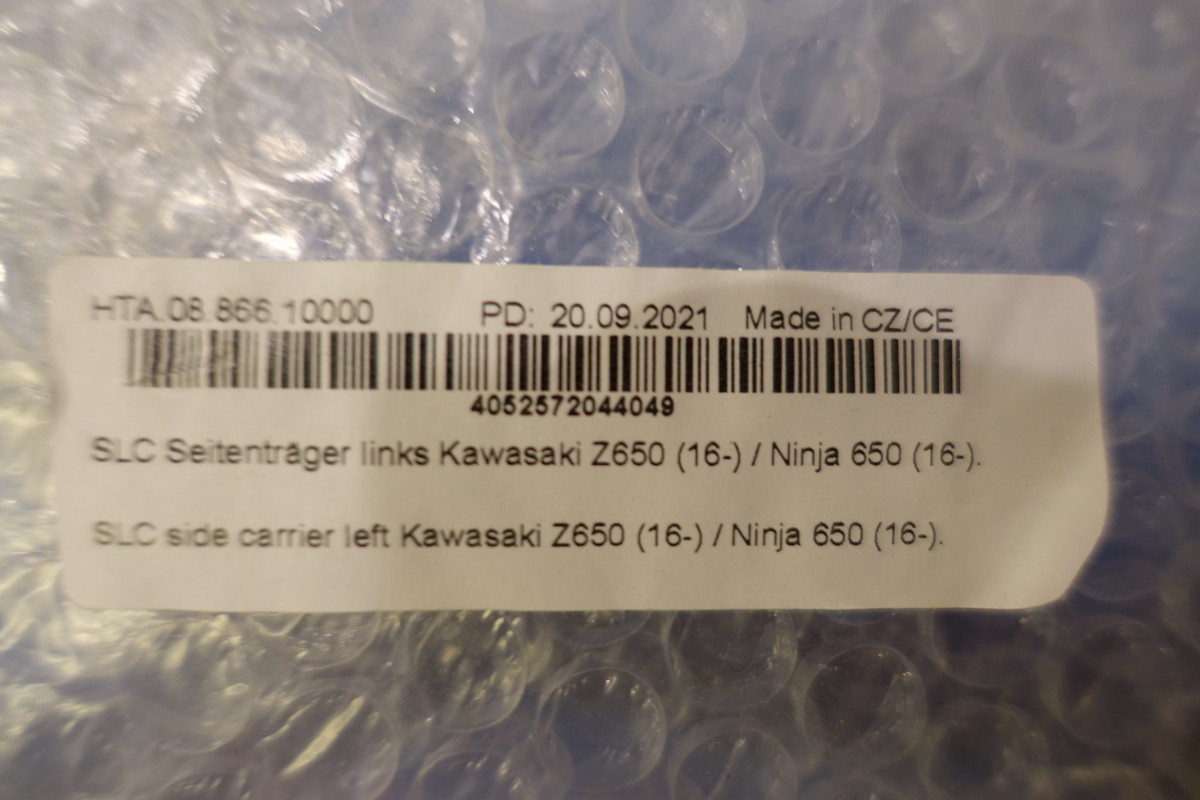 HTA.08.866.10000 PD: 20.09.2021 Made in CZ/CE
4052572044049
SLC Seitenträger links Kawasaki Z650 (16-) / Ninja 650 (16-).
SLC side carrier left Kawasaki Z650 (16-) / Ninja 650 (16-).